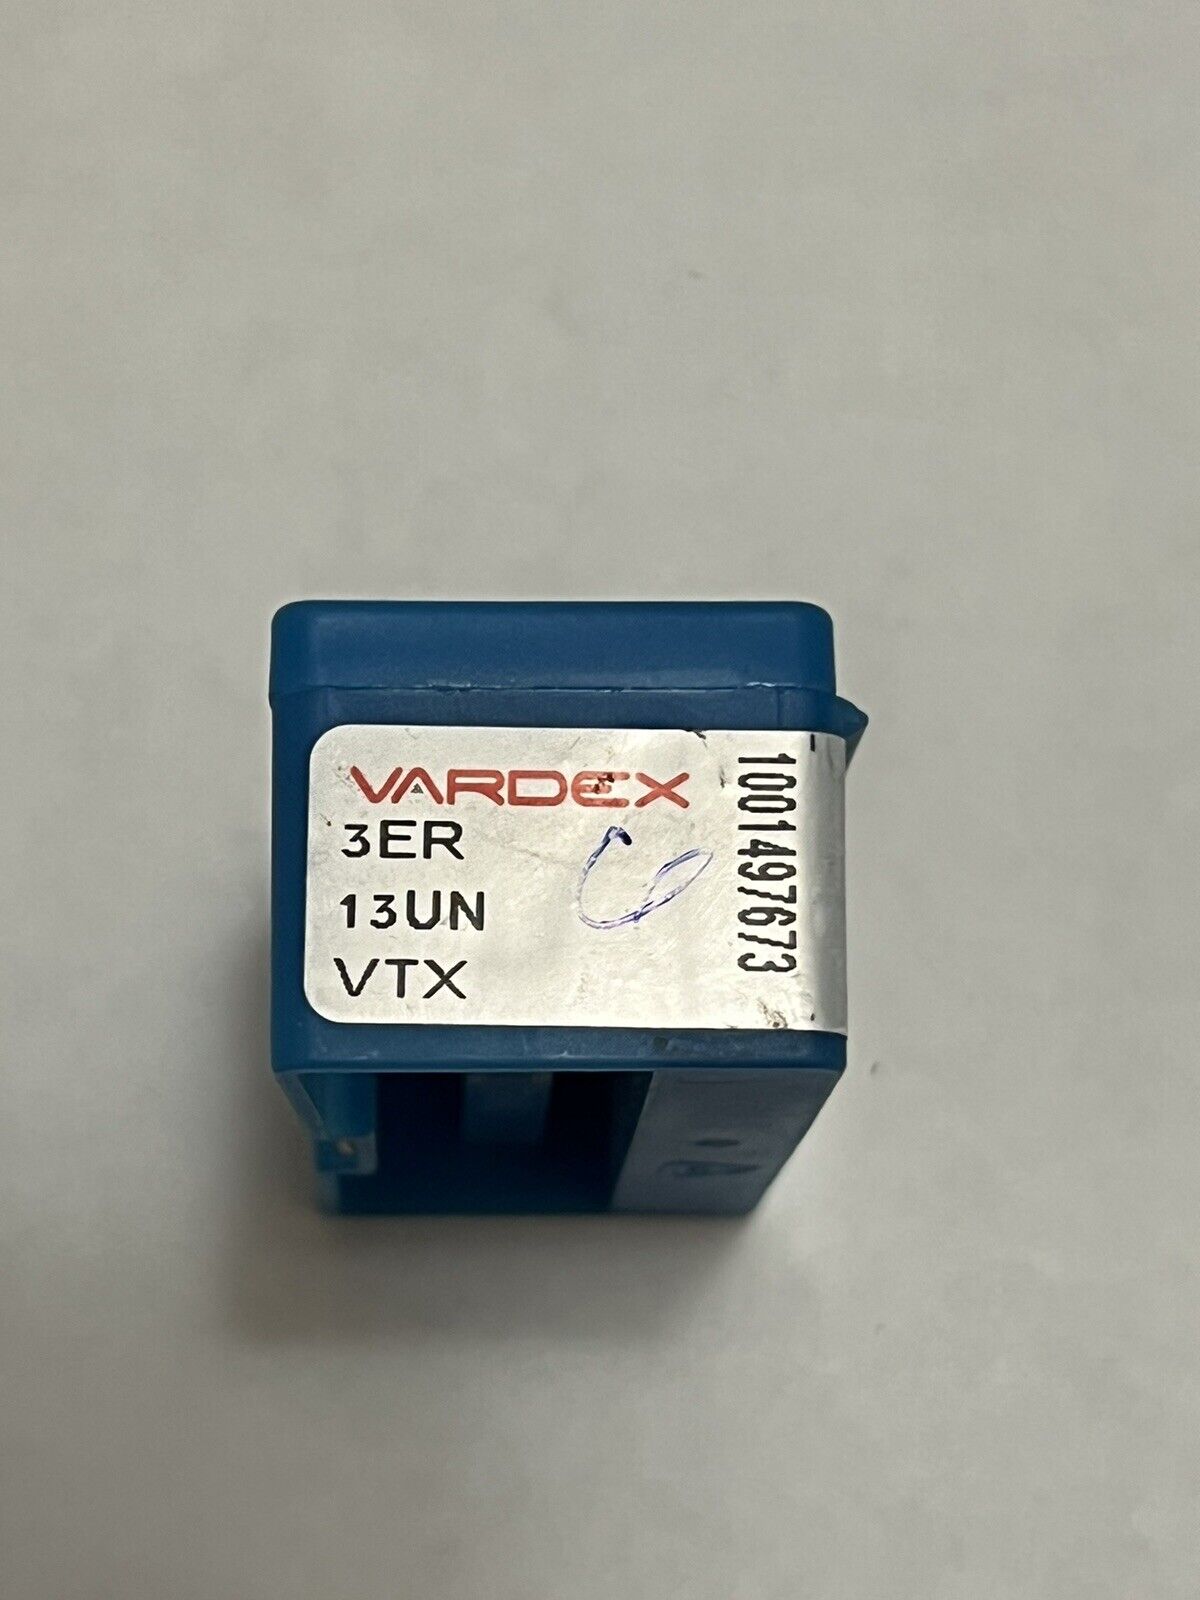 VARDEX
3ER
13UN
VTX
1001497673